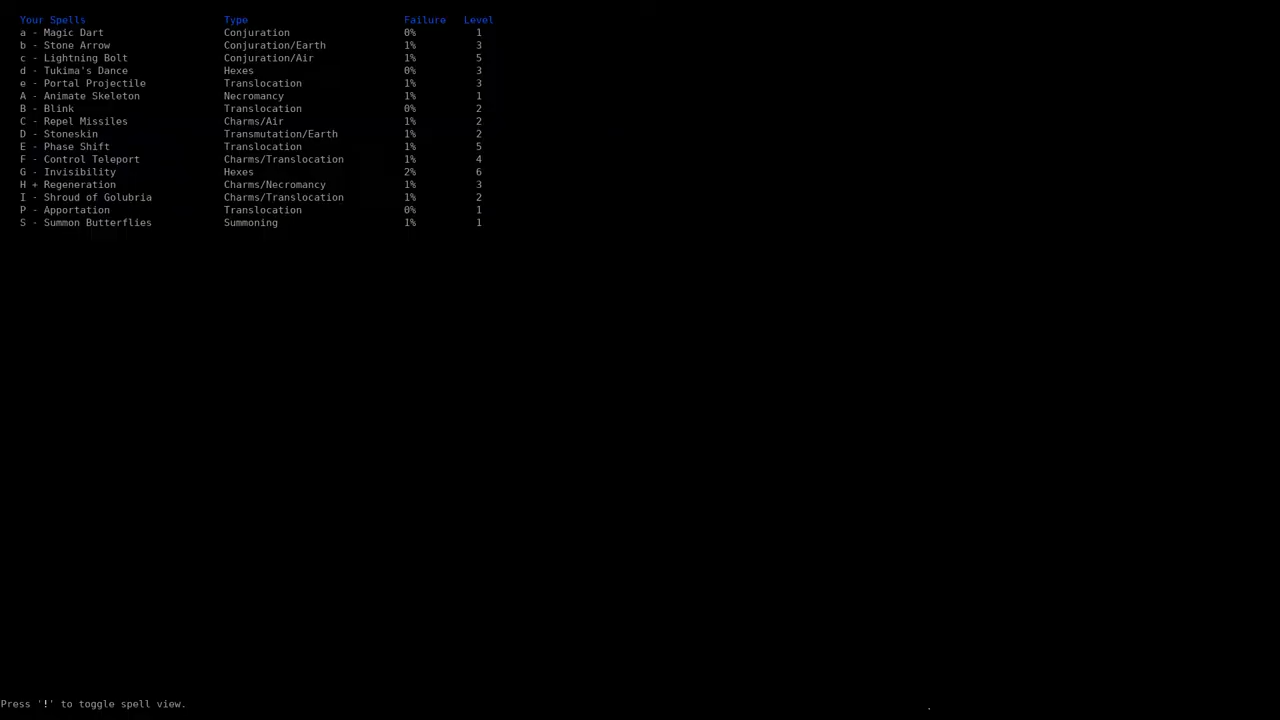 Your Spells Type Failure Level
a - Magic Dart Conjuration 0% 1
b - Stone Arrow Conjuration/Earth 1% 3
c - Lightning Bolt Conjuration/Air 1% 5
d - Tukima's Dance Hexes 0% 3
e - Portal Projectile Translocation 1% 3
A - Animate Skeleton Necromancy 1% 1
B - Blink Translocation 0% 2
C - Repel Missiles Charms/Air 1% 2
D - Stoneskin Transmutation/Earth 1% 2
E - Phase Shift Translocation 1% 5
F - Control Teleport Charms/Translocation 1% 4
G - Invisibility Hexes 2% 6
H + Regeneration Charms/Necromancy 1% 3
I - Shroud of Golubria Charms/Translocation 1% 2
P - Apportation Translocation 0% 1
S - Summon Butterflies Summoning 1% 1
Press '!' to toggle spell view.